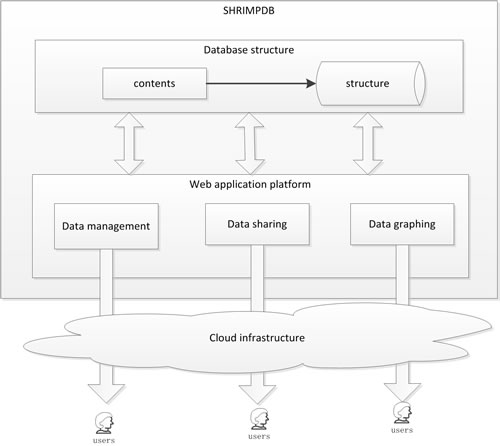 SHRIMPDB
Database structure
contents
structure
Web application platform
Data management
Data sharing
Data graphing
Cloud infrastructure
users
users
users